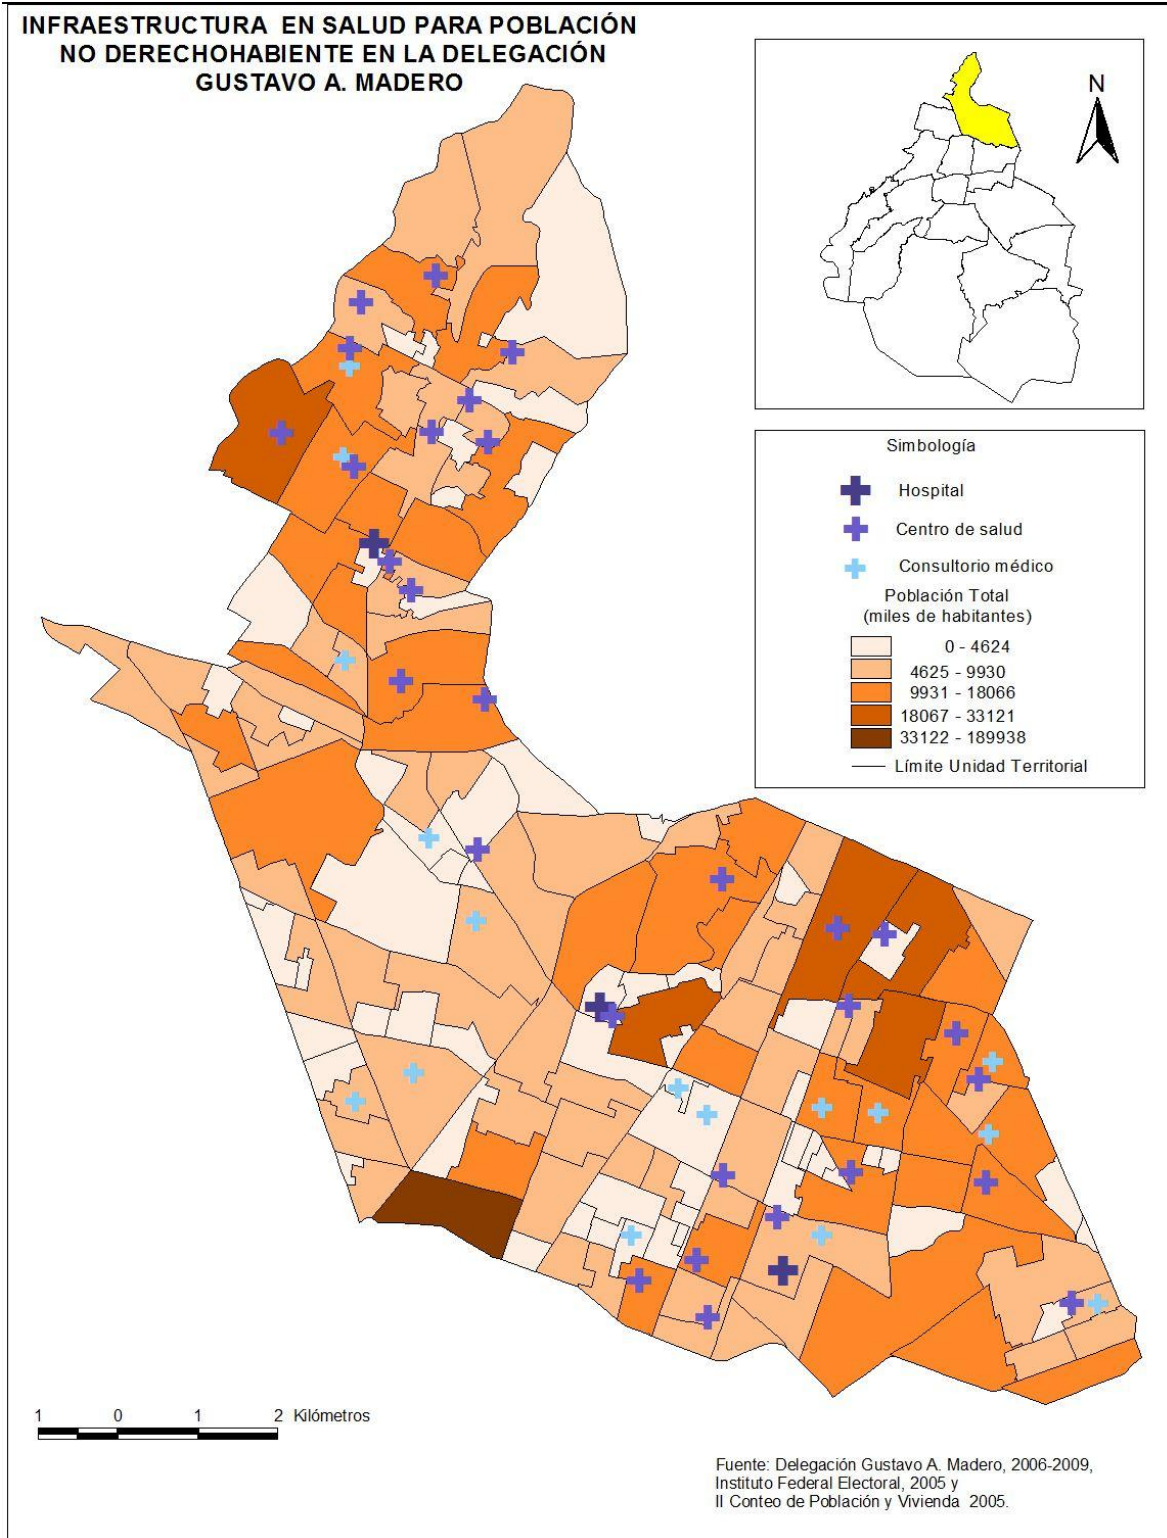 INFRAESTRUCTURA EN SALUD PARA POBLACIÓN
NO DERECHOHABIENTE EN LA DELEGACIÓN
GUSTAVO A. MADERO
N
Simbología
Hospital
Centro de salud
Consultorio médico
Población Total
(miles de habitantes)
0 - 4624
4625 - 9930
9931 - 18066
18067 - 33121
33122 - 189938
Límite Unidad Territorial
1 0 1 2 Kilómetros
Fuente: Delegación Gustavo A. Madero, 2006-2009,
Instituto Federal Electoral, 2005 y
II Conteo de Población y Vivienda 2005.